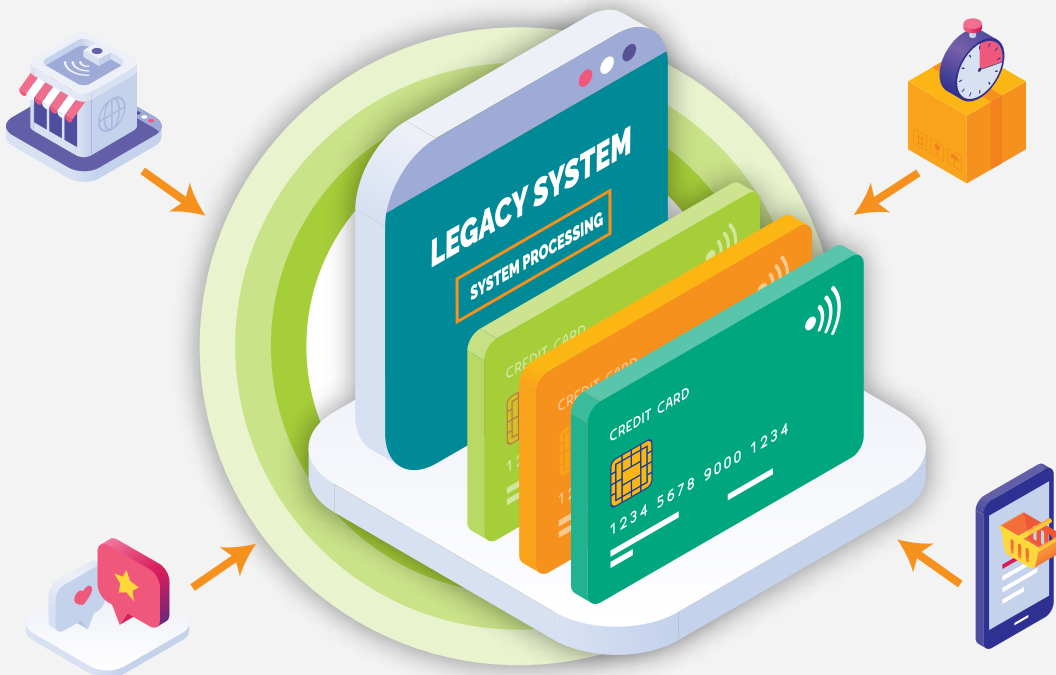 LEGACY SYSTEM
SYSTEM PROCESSING
CREDIT CARD
CREDIT CARD
CREDIT CARD
1234 5678 9000 1234